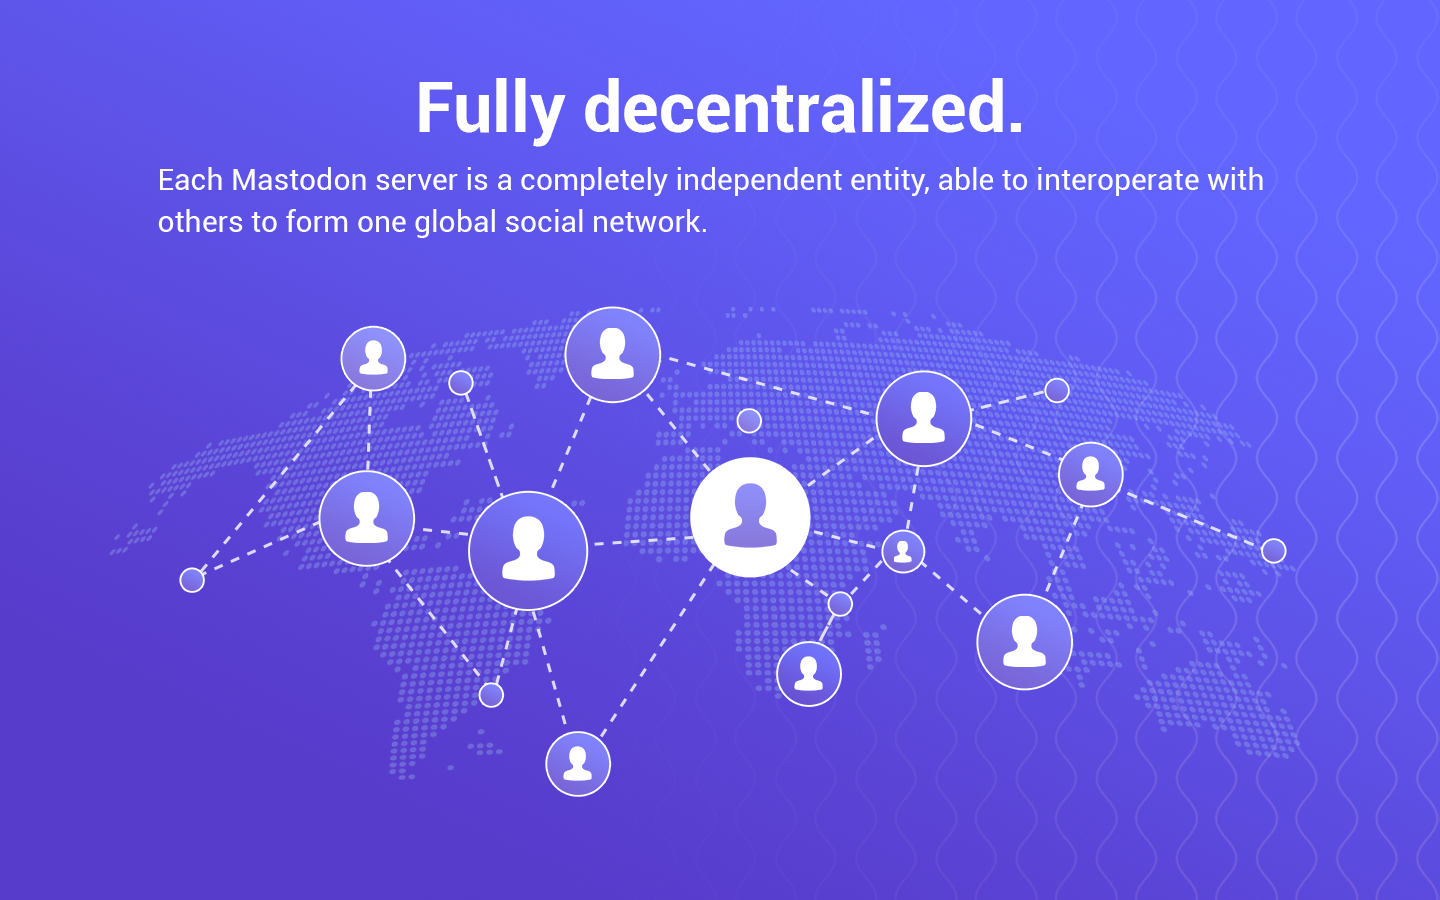 Fully decentralized.
Each Mastodon server is a completely independent entity, able to interoperate with
others to form one global social network.